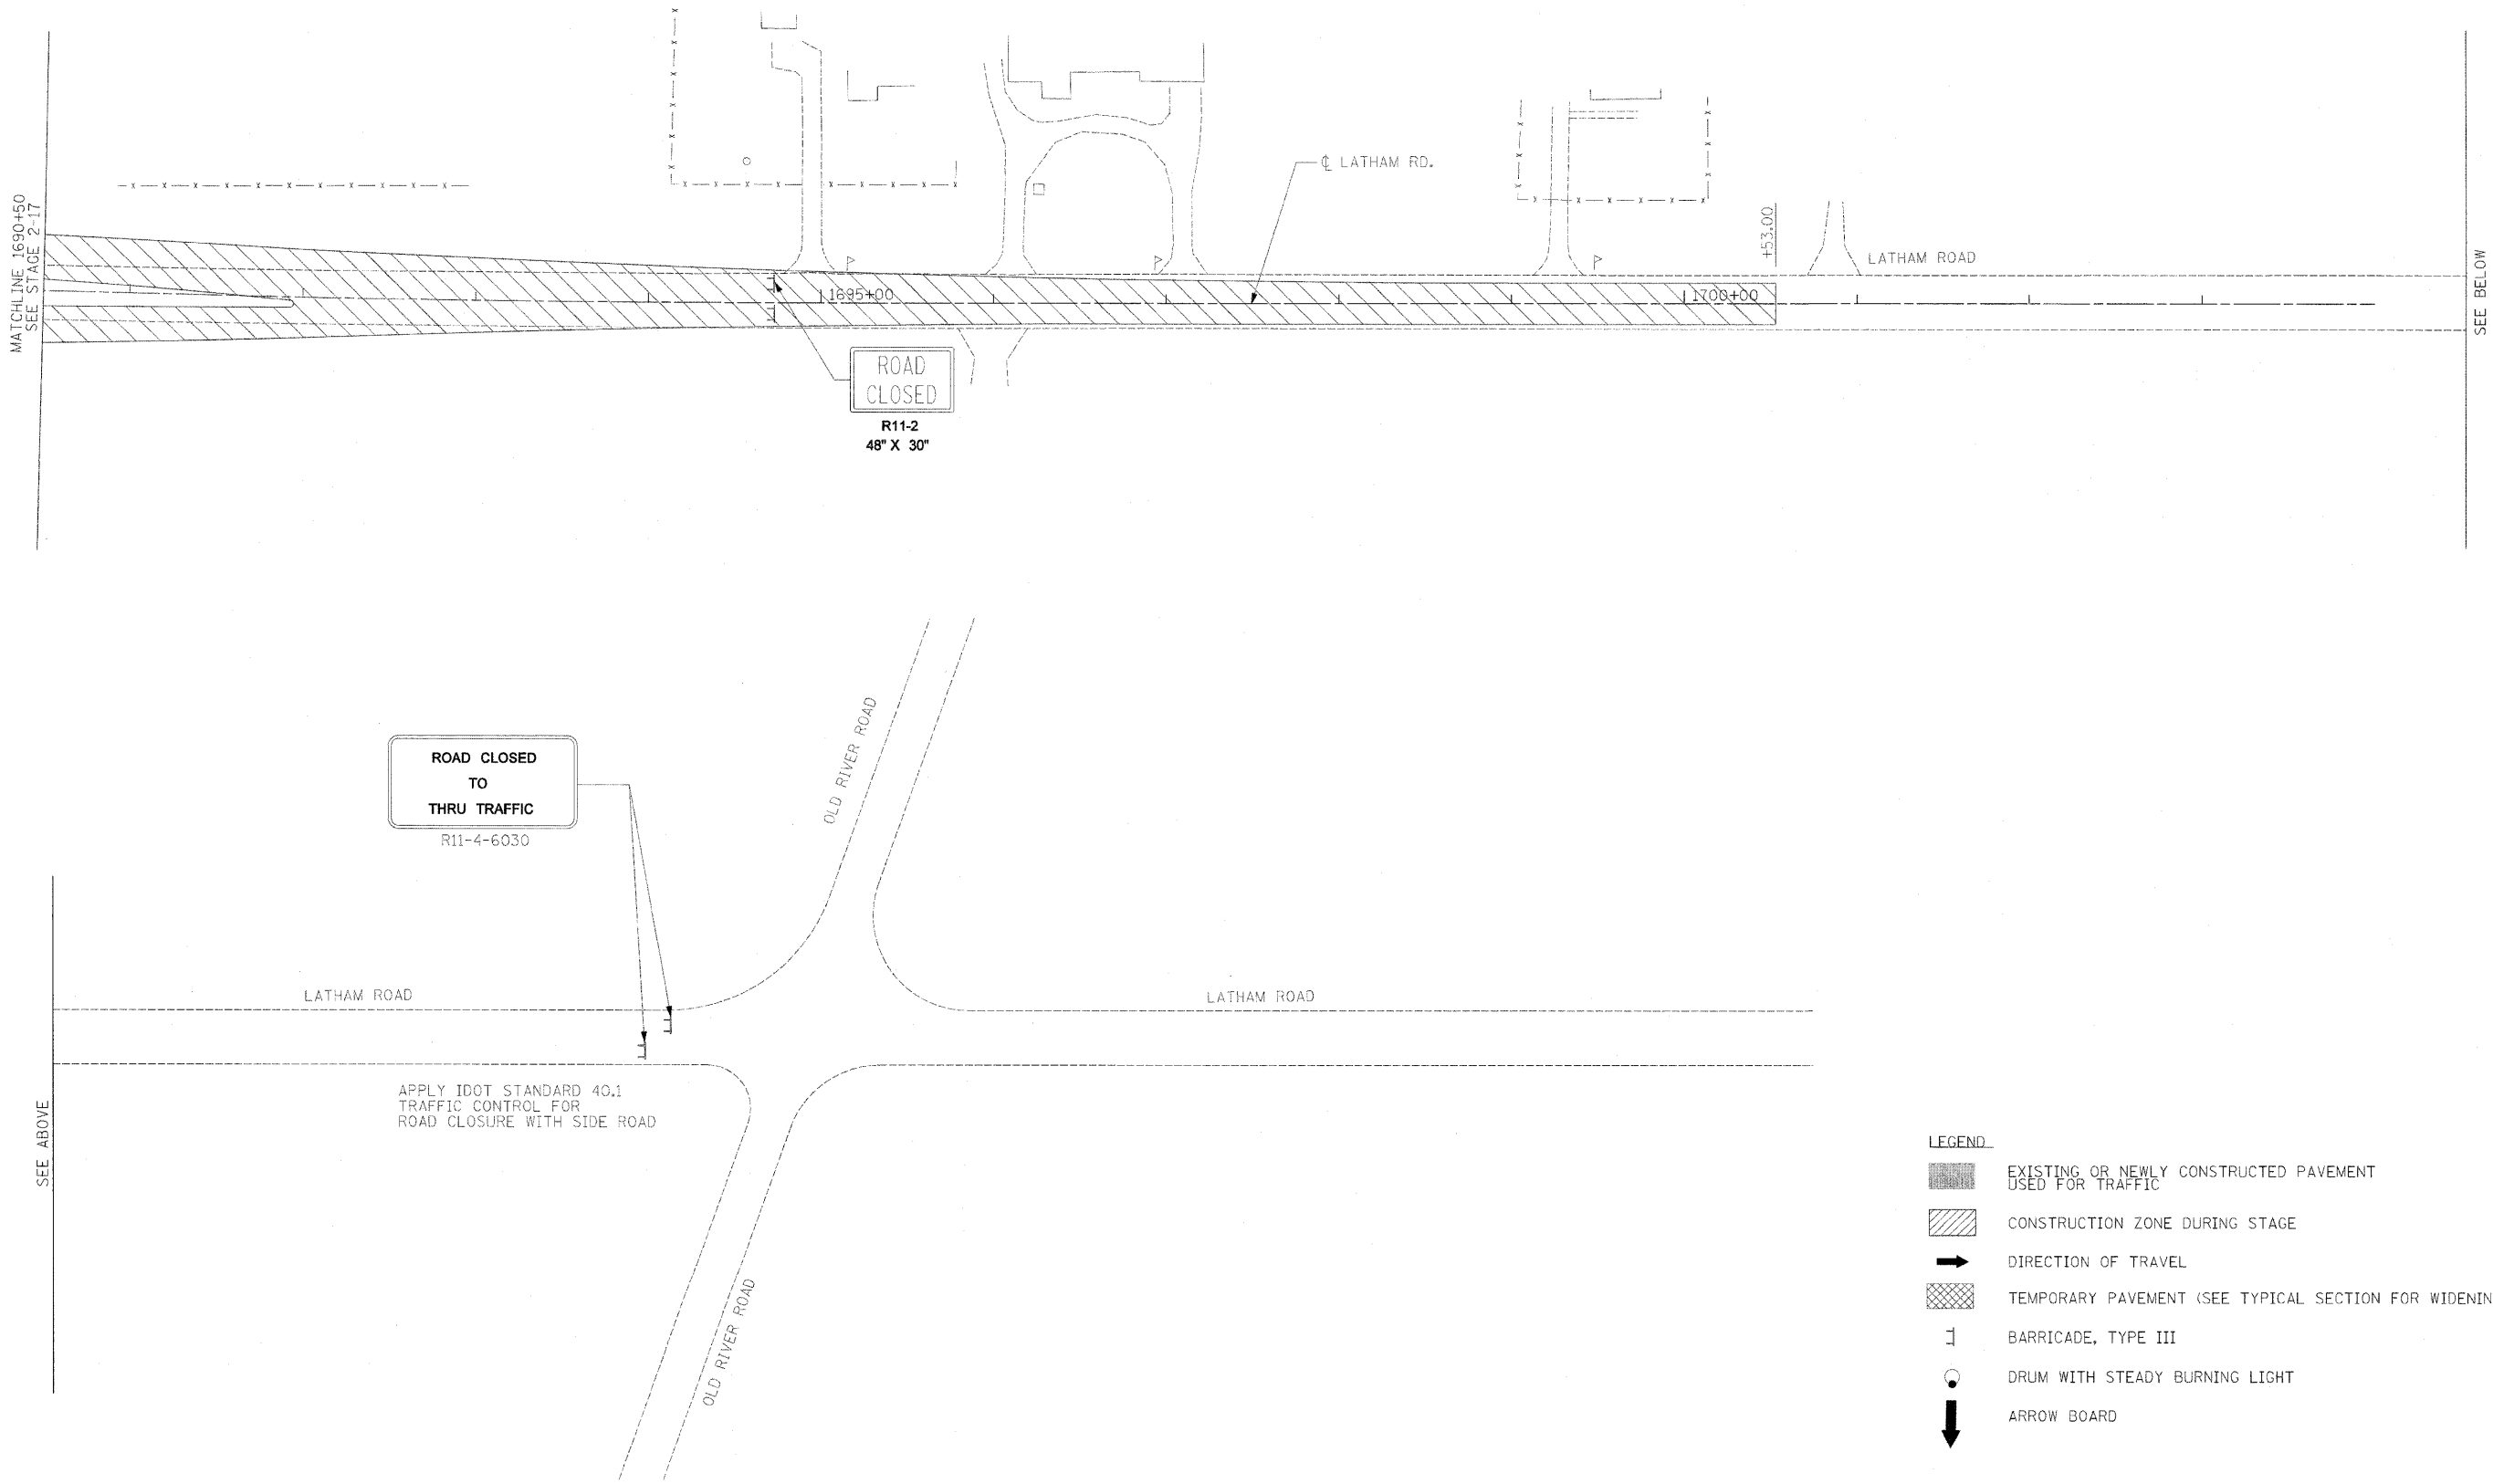 MATCHLINE 1690+50
SEE STAGE 2-17
℄ LATHAM RD.
+53.00
LATHAM ROAD
1695+00
1700+00
SEE BELOW
ROAD
CLOSED
R11-2
48" X 30"
OLD RIVER ROAD
ROAD CLOSED
TO
THRU TRAFFIC
R11-4-6030
LATHAM ROAD
LATHAM ROAD
APPLY IDOT STANDARD 40.1
TRAFFIC CONTROL FOR
ROAD CLOSURE WITH SIDE ROAD
SEE ABOVE
OLD RIVER ROAD
LEGEND
EXISTING OR NEWLY CONSTRUCTED PAVEMENT
USED FOR TRAFFIC
CONSTRUCTION ZONE DURING STAGE
DIRECTION OF TRAVEL
TEMPORARY PAVEMENT (SEE TYPICAL SECTION FOR WIDENIN
BARRICADE, TYPE III
DRUM WITH STEADY BURNING LIGHT
ARROW BOARD